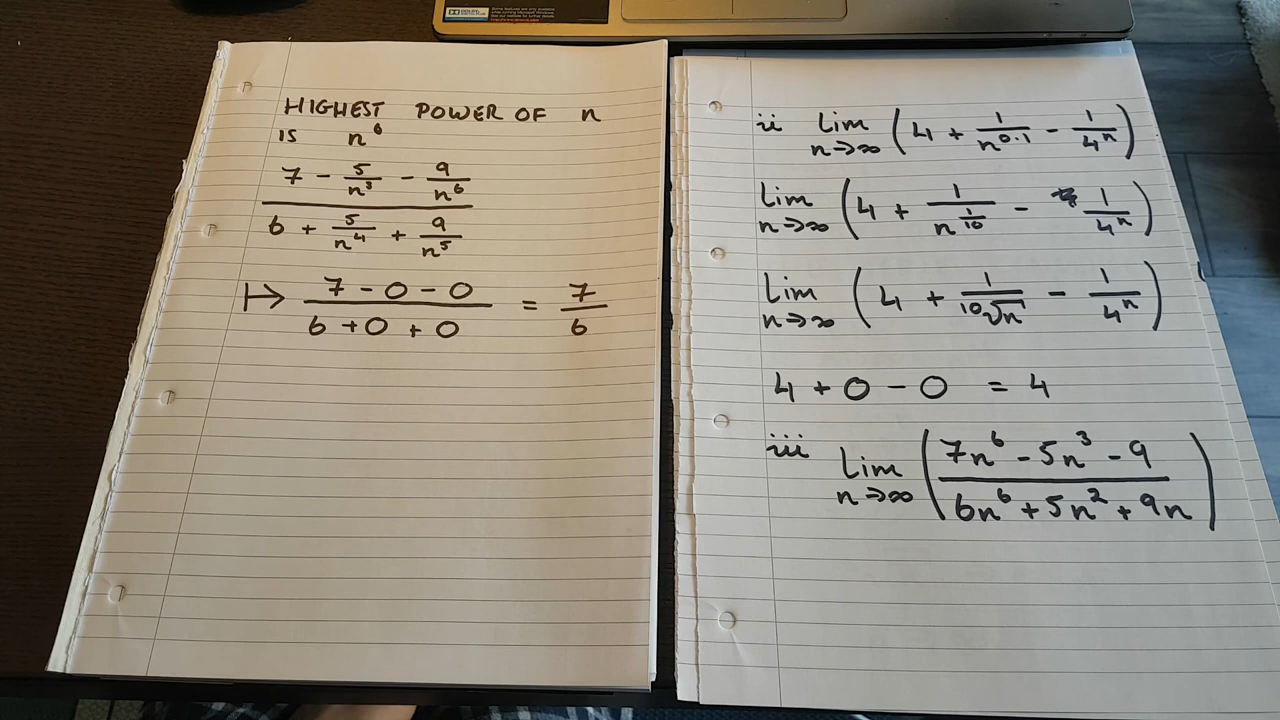 HIGHEST POWER OF n
is n⁶
7 - 5/n³ - 9/n⁶
6 + 5/n⁴ + 9/n⁵
↦ 7 - 0 - 0 / 6 + 0 + 0 = 7/6
ii Lim n→∞ (4 + 1/n^0.1 - 1/4ⁿ)
Lim n→∞ (4 + 1/n^(1/10) - 1/4ⁿ)
Lim n→∞ (4 + 1/¹⁰√n - 1/4ⁿ)
4 + 0 - 0 = 4
iii Lim n→∞ (7n⁶ - 5n³ - 9 / 6n⁶ + 5n² + 9n)